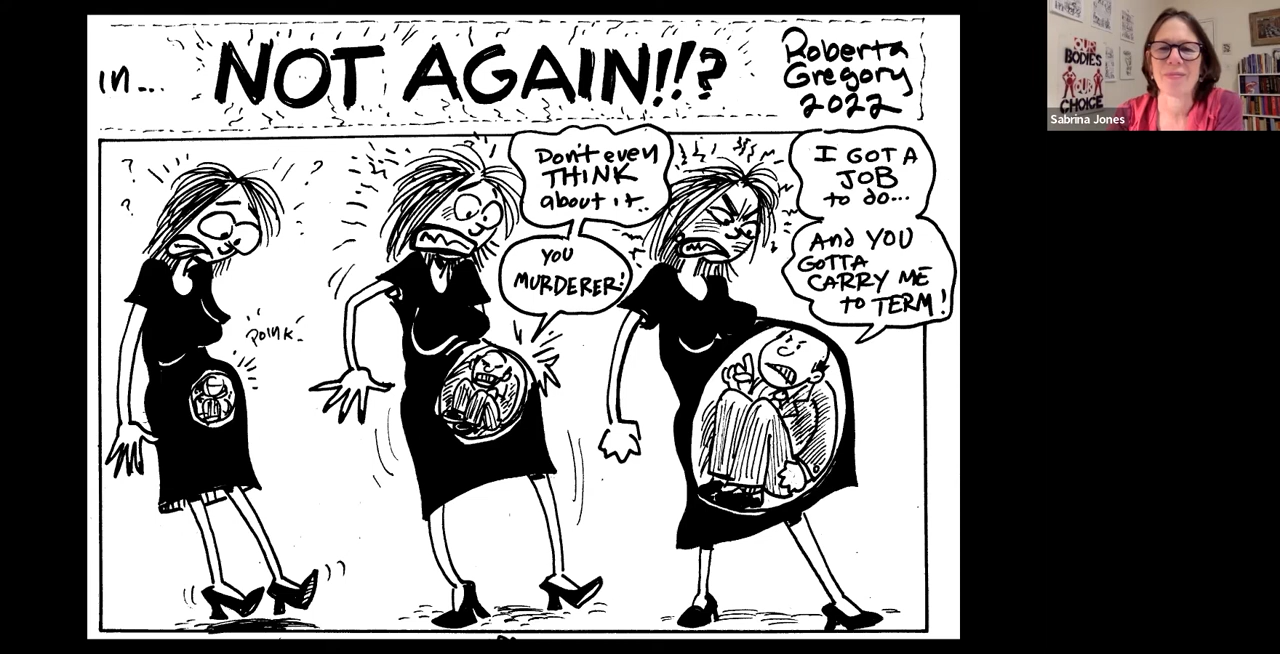 in... NOT AGAIN!!?
Roberta
Gregory
2022
POINK-
Don't even
THINK
about it..
YOU
MURDERER!
I GOT A
JOB
to do...
And YOU
GOTTA
CARRY ME
to TERM!
OUR
BODIES
OUR
CHOICE
Sabrina Jones